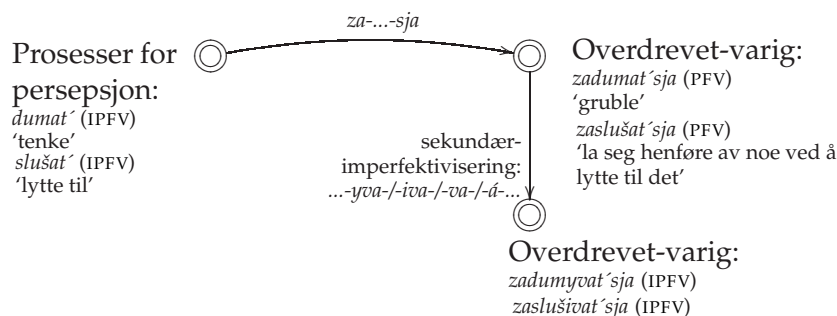 za-...-sja
Prosesser for
persepsjon:
dumat´ (IPFV)
‘tenke’
slušat´ (IPFV)
‘lytte til’
Overdrevet-varig:
zadumat´sja (PFV)
‘gruble’
zaslušat´sja (PFV)
‘la seg henføre av noe ved å
lytte til det’
sekundær-
imperfektivisering:
...-yva-/-iva-/-va-/-á-...
Overdrevet-varig:
zadumyvat´sja (IPFV)
zaslušivat´sja (IPFV)